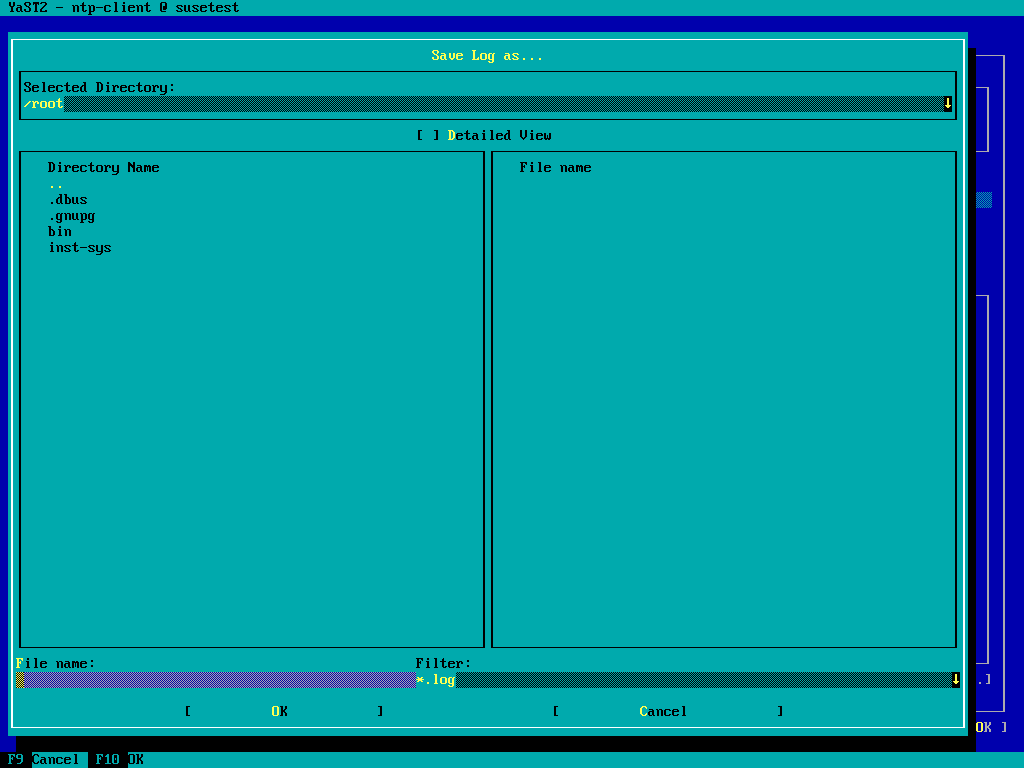 YaST2 - ntp-client @ susetest
Save Log as...
Selected Directory:
/root ↓
[ ] Detailed View
Directory Name
..
.dbus
.gnupg
bin
inst-sys
File name
File name: Filter:
*.log ↓
.]
[ OK ] [ Cancel ]
OK ]
F9 Cancel F10 OK